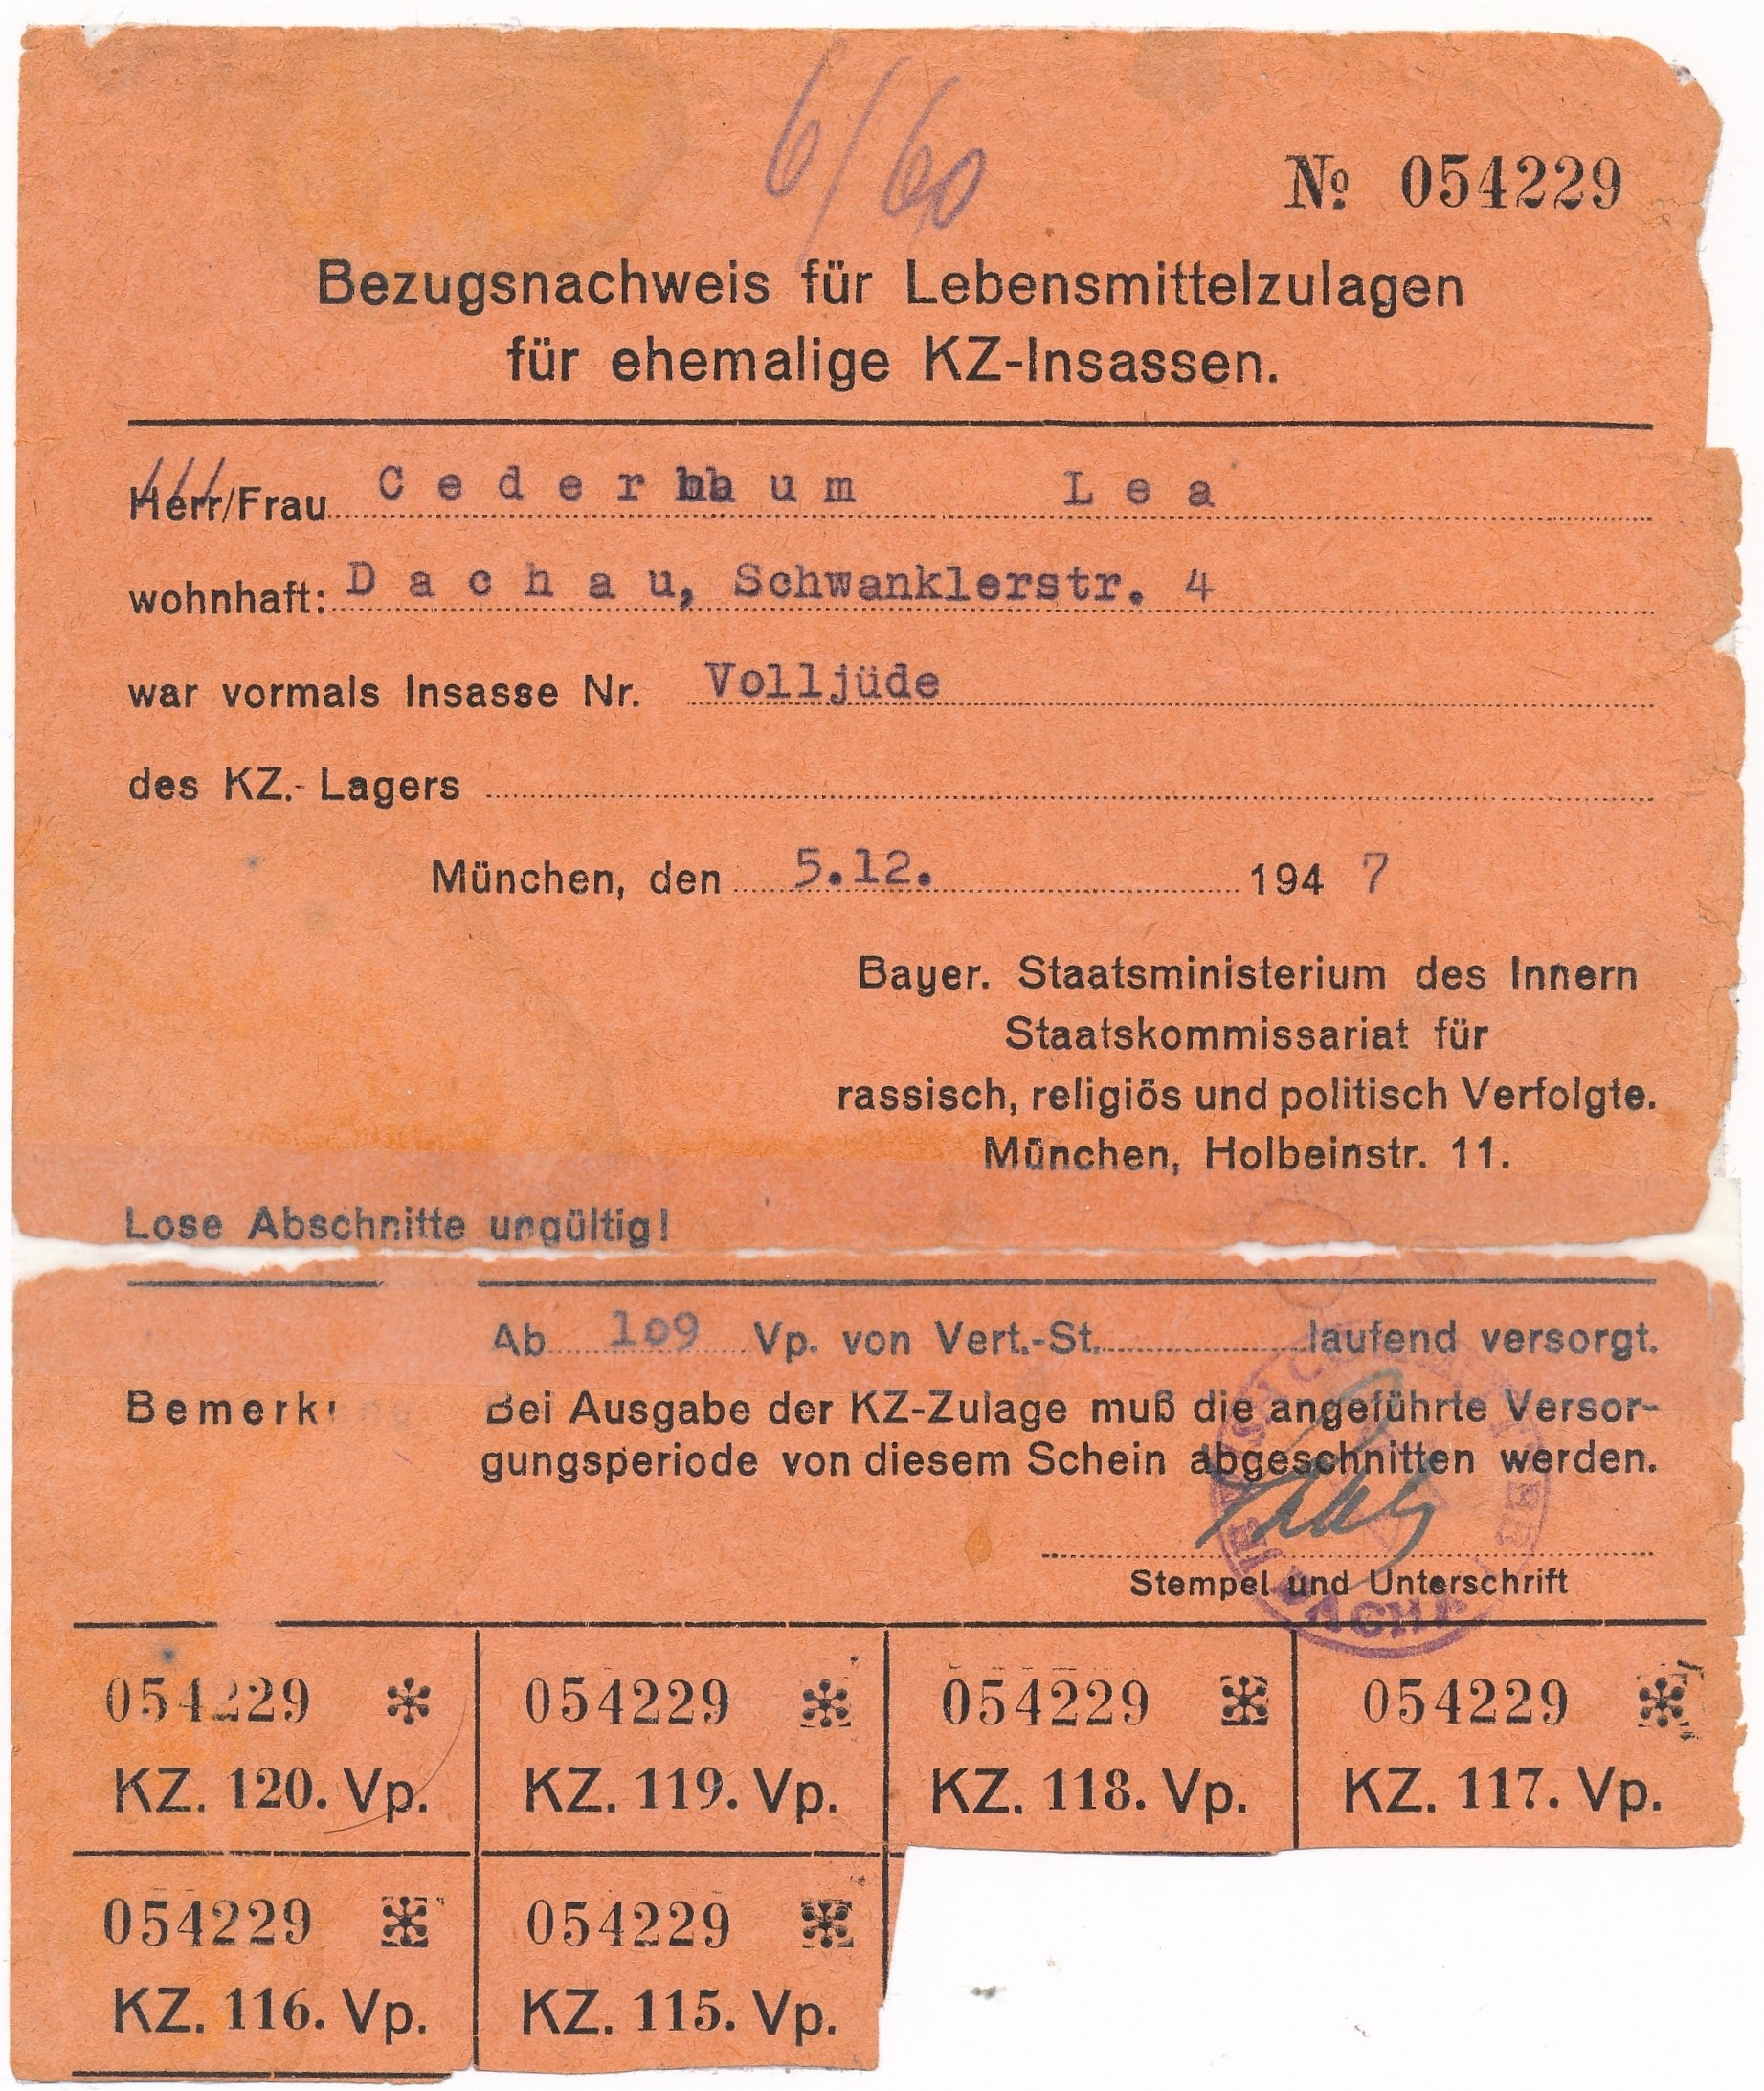 6/60
№ 054229
Bezugsnachweis für Lebensmittelzulagen
für ehemalige KZ-Insassen.
Herr/Frau Cederbaum Lea
wohnhaft: Dachau, Schwanklerstr. 4
war vormals Insasse Nr. Volljüde
des KZ.- Lagers
München, den 5.12. 1947
Bayer. Staatsministerium des Innern
Staatskommissariat für
rassisch, religiös und politisch Verfolgte.
München, Holbeinstr. 11.
Lose Abschnitte ungültig!
Ab 1o9 Vp. von Vert.-St. laufend versorgt.
Bei Ausgabe der KZ-Zulage muß die angeführte Versor-
gungsperiode von diesem Schein abgeschnitten werden.
Stempel und Unterschrift
054229 054229 054229 054229
KZ. 120. Vp. KZ. 119. Vp. KZ. 118. Vp. KZ. 117. Vp.
054229 054229
KZ. 116. Vp. KZ. 115. Vp.